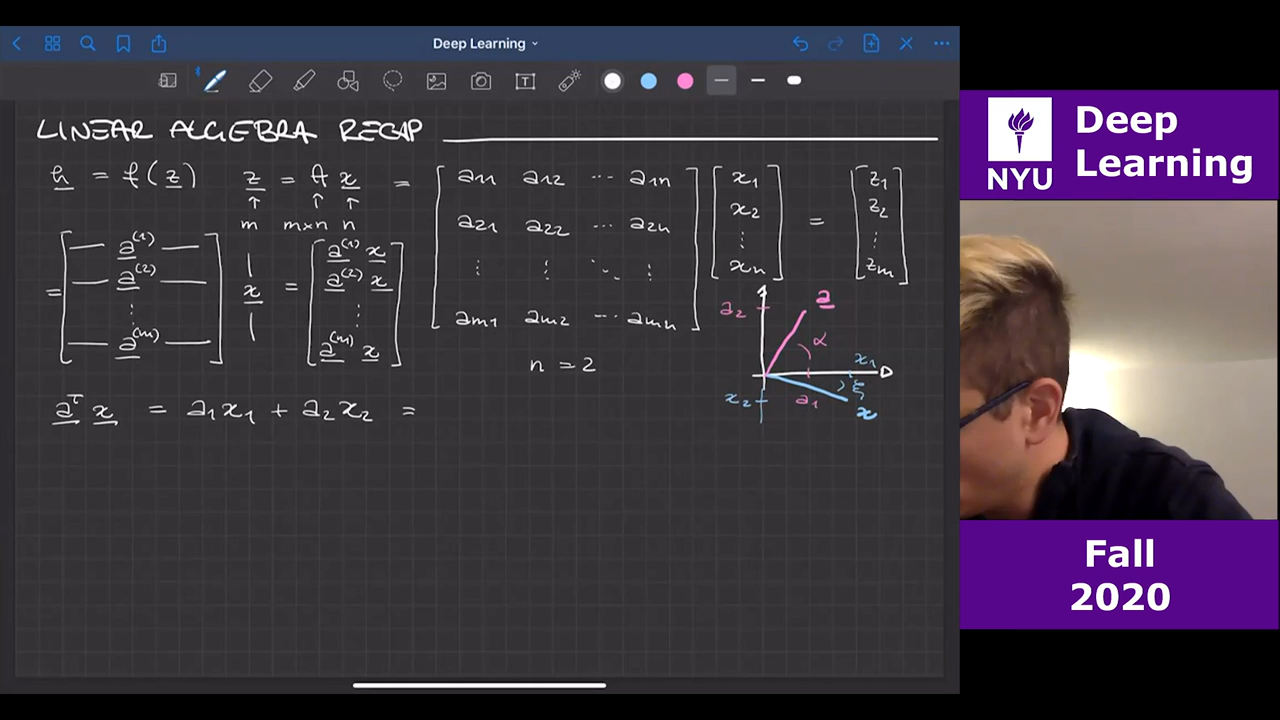 Deep Learning
T
LINEAR ALGEBRA RECAP
h = f(z) z = A x = [ a11 a12 ... a1n ] [ x1 ] = [ z1 ]
↑ ↑ ↑ a21 a22 ... a2n x2 z2
m m×n n ⋮ ⋮ ⋱ ⋮ ⋮ ⋮
am1 am2 ... amn xn zm
= [ — a(1) — ] | = [ a(1) x ]
— a(2) — x a(2) x
⋮ | ⋮
— a(m) — a(m) x
n = 2
a2 a
α
x1
ξ
x2 a1 x
aᵀ x = a1x1 + a2x2 =
NYU
Deep
Learning
Fall
2020